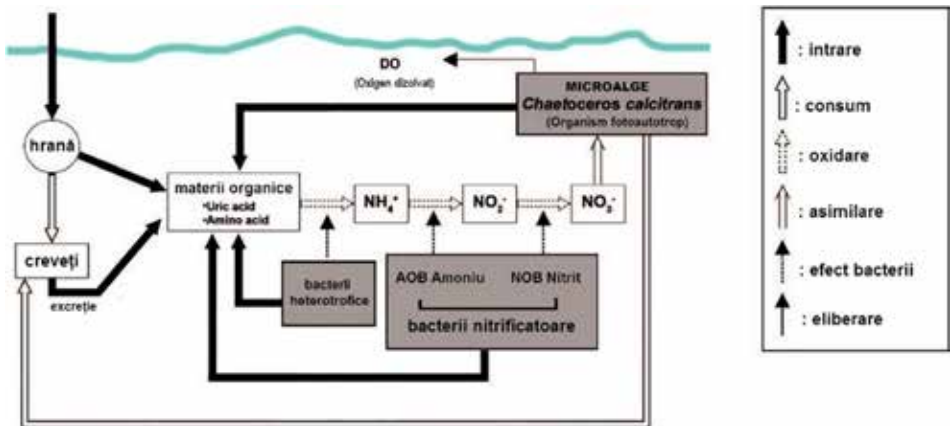 DO
(Oxigen dizolvat)
MICROALGE
Chaetoceros calcitrans
(Organism fotoautotrop)
hrană
materii organice
•Uric acid
•Amino acid
NH₄⁺
NO₂⁻
NO₃⁻
creveți
excreție
bacterii
heterotrofice
AOB Amoniu
NOB Nitrit
bacterii nitrificatoare
: intrare
: consum
: oxidare
: asimilare
: efect bacterii
: eliberare